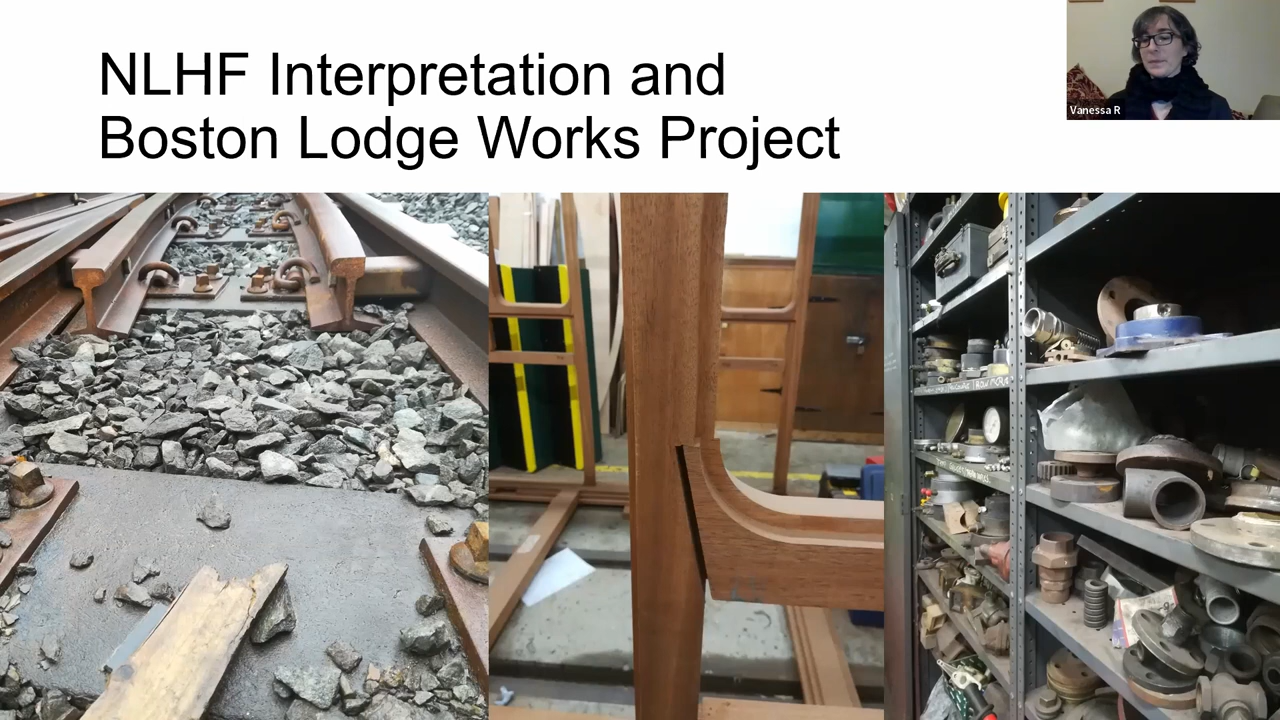 NLHF Interpretation and
Boston Lodge Works Project
Vanessa R